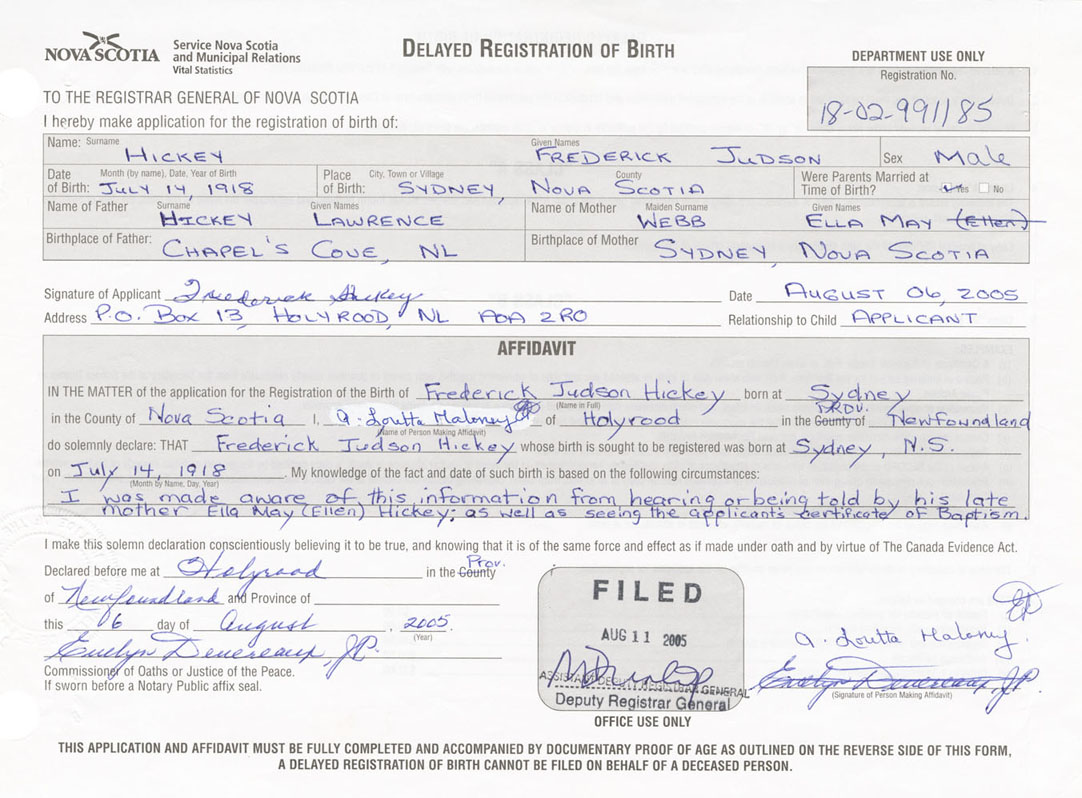 NOVA SCOTIA
Service Nova Scotia
and Municipal Relations
Vital Statistics
DELAYED REGISTRATION OF BIRTH
DEPARTMENT USE ONLY
Registration No.
18-02-991185
TO THE REGISTRAR GENERAL OF NOVA SCOTIA
I hereby make application for the registration of birth of:
Name: Surname HICKEY Given Names FREDERICK JUDSON Sex MALE
Date of Birth: Month (by name), Date, Year of Birth JULY 14, 1918 Place of Birth: City, Town or Village SYDNEY, County NOVA SCOTIA Were Parents Married at Time of Birth? Yes No
Name of Father Surname HICKEY Given Names LAWRENCE Name of Mother Maiden Surname WEBB Given Names ELLA MAY (Ellen)
Birthplace of Father: CHAPEL'S COVE, NL Birthplace of Mother SYDNEY, NOVA SCOTIA
Signature of Applicant Frederick Hickey Date AUGUST 06, 2005
Address P.O. BOX 13, HOLYROOD, NL A0A 2R0 Relationship to Child APPLICANT
AFFIDAVIT
IN THE MATTER of the application for the Registration of the Birth of Frederick Judson Hickey born at Sydney
(Name in Full)
in the County of Nova Scotia I, A. Loutta Maloney of Holyrood in the County of PROV. Newfoundland
(Name of Person Making Affidavit)
do solemnly declare: THAT Frederick Judson Hickey whose birth is sought to be registered was born at Sydney, N.S.
on July 14, 1918. My knowledge of the fact and date of such birth is based on the following circumstances:
(Month by Name, Day, Year)
I was made aware of this information from hearing or being told by his late
mother Ella May (Ellen) Hickey; as well as seeing the applicant's certificate of Baptism.
I make this solemn declaration conscientiously believing it to be true, and knowing that it is of the same force and effect as if made under oath and by virtue of The Canada Evidence Act.
Declared before me at Holyrood in the County Prov.
of Newfoundland and Province of
this 06 day of August, 2005.
(Year)
Evelyn Devereaux, J.P.
Commissioner of Oaths or Justice of the Peace.
If sworn before a Notary Public affix seal.
FILED
AUG 11 2005
ASSISTANT DEPUTY REGISTRAR GENERAL
Deputy Registrar General
OFFICE USE ONLY
A. Loutta Maloney.
Evelyn Devereaux, J.P.
(Signature of Person Making Affidavit)
THIS APPLICATION AND AFFIDAVIT MUST BE FULLY COMPLETED AND ACCOMPANIED BY DOCUMENTARY PROOF OF AGE AS OUTLINED ON THE REVERSE SIDE OF THIS FORM,
A DELAYED REGISTRATION OF BIRTH CANNOT BE FILED ON BEHALF OF A DECEASED PERSON.